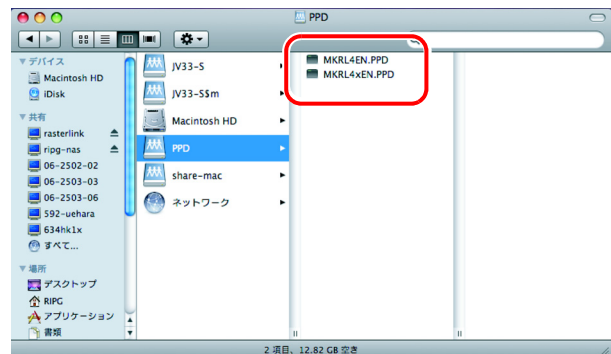 PPD
▼デバイス
Macintosh HD
iDisk
▼共有
rasterlink
ripg-nas
06-2502-02
06-2503-03
06-2503-06
592-uehara
634hk1x
すべて...
▼場所
デスクトップ
RIPG
アプリケーション
書類
JV33-S
JV33-SSm
Macintosh HD
PPD
share-mac
ネットワーク
MKRL4EN.PPD
MKRL4xEN.PPD
2 項目、12.82 GB 空き